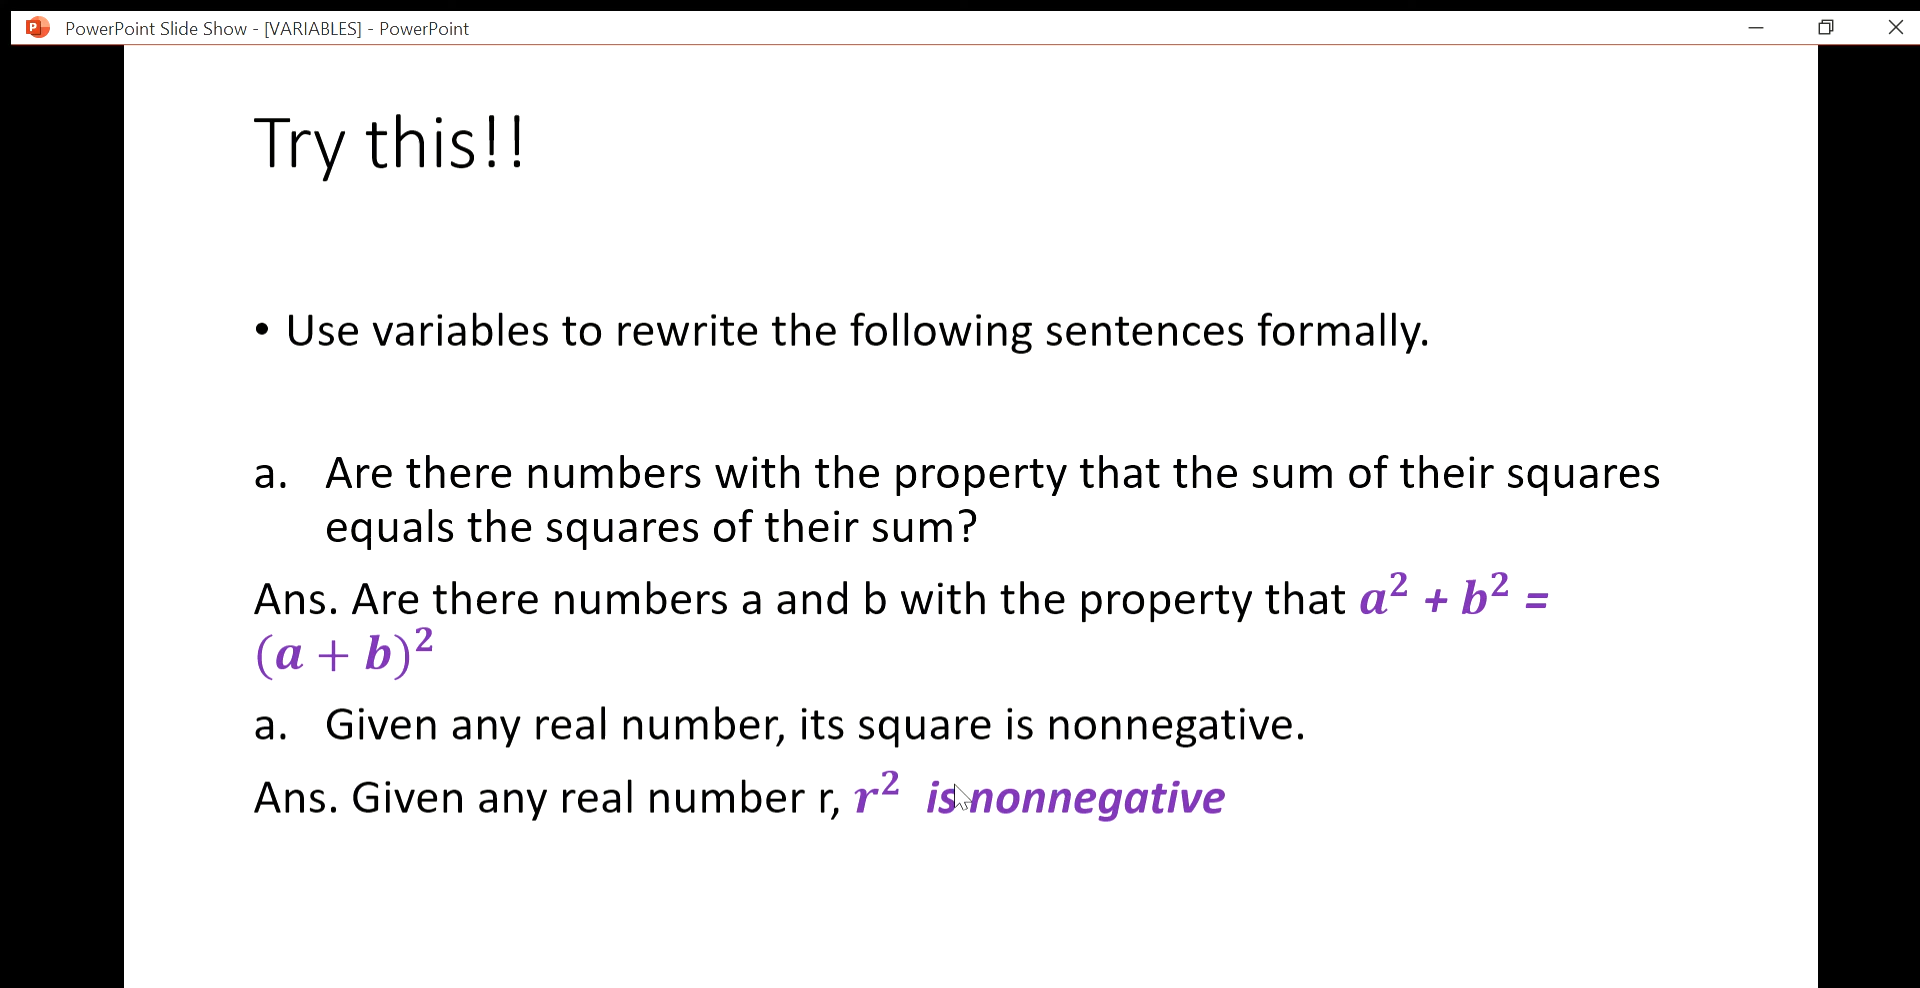 PowerPoint Slide Show - [VARIABLES] - PowerPoint
Try this!!
• Use variables to rewrite the following sentences formally.
a. Are there numbers with the property that the sum of their squares
equals the squares of their sum?
Ans. Are there numbers a and b with the property that a² + b² =
(a + b)²
a. Given any real number, its square is nonnegative.
Ans. Given any real number r, r² is nonnegative